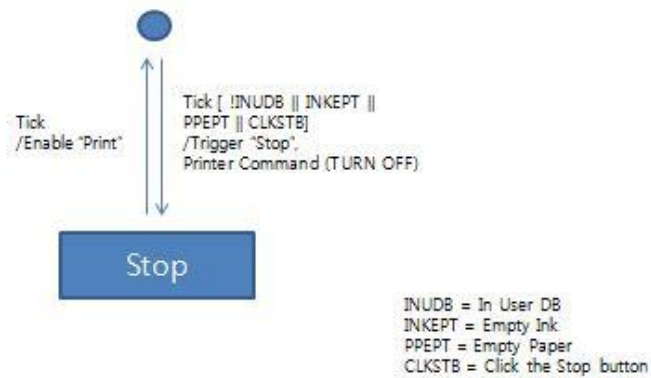 Tick
/Enable "Print"
Tick [ !INUDB || INKEPT ||
PPEPT || CLKSTB]
/Trigger "Stop",
Printer Command (TURN OFF)
Stop
INUDB = In User DB
INKEPT = Empty Ink
PPEPT = Empty Paper
CLKSTB = Click the Stop button